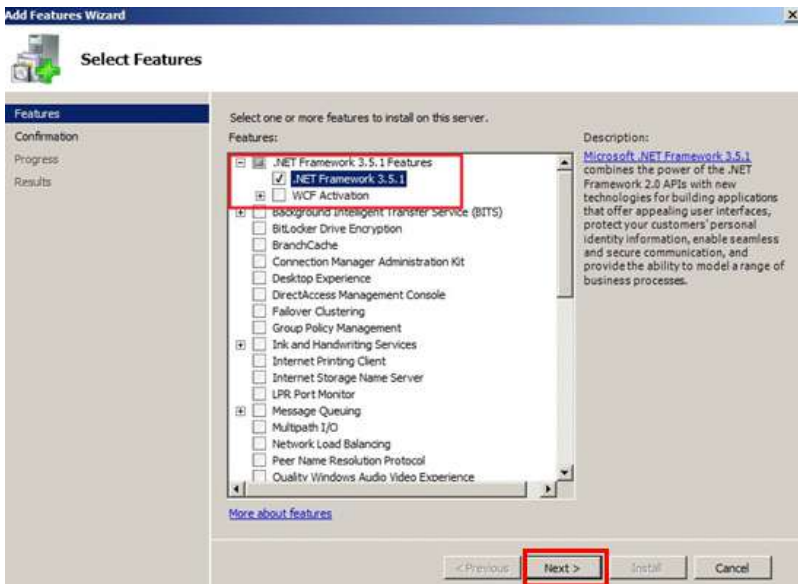 Add Features Wizard
Select Features
Features
Confirmation
Progress
Results
Select one or more features to install on this server.
Features:
.NET Framework 3.5.1 Features
.NET Framework 3.5.1
WCF Activation
Background Intelligent Transfer Service (BITS)
BitLocker Drive Encryption
BranchCache
Connection Manager Administration Kit
Desktop Experience
DirectAccess Management Console
Failover Clustering
Group Policy Management
Ink and Handwriting Services
Internet Printing Client
Internet Storage Name Server
LPR Port Monitor
Message Queuing
Multipath I/O
Network Load Balancing
Peer Name Resolution Protocol
Quality Windows Audio Video Experience
More about features
Description:
Microsoft .NET Framework 3.5.1
combines the power of the .NET
Framework 2.0 APIs with new
technologies for building applications
that offer appealing user interfaces,
protect your customers' personal
identity information, enable seamless
and secure communication, and
provide the ability to model a range of
business processes.
< Previous
Next >
Install
Cancel